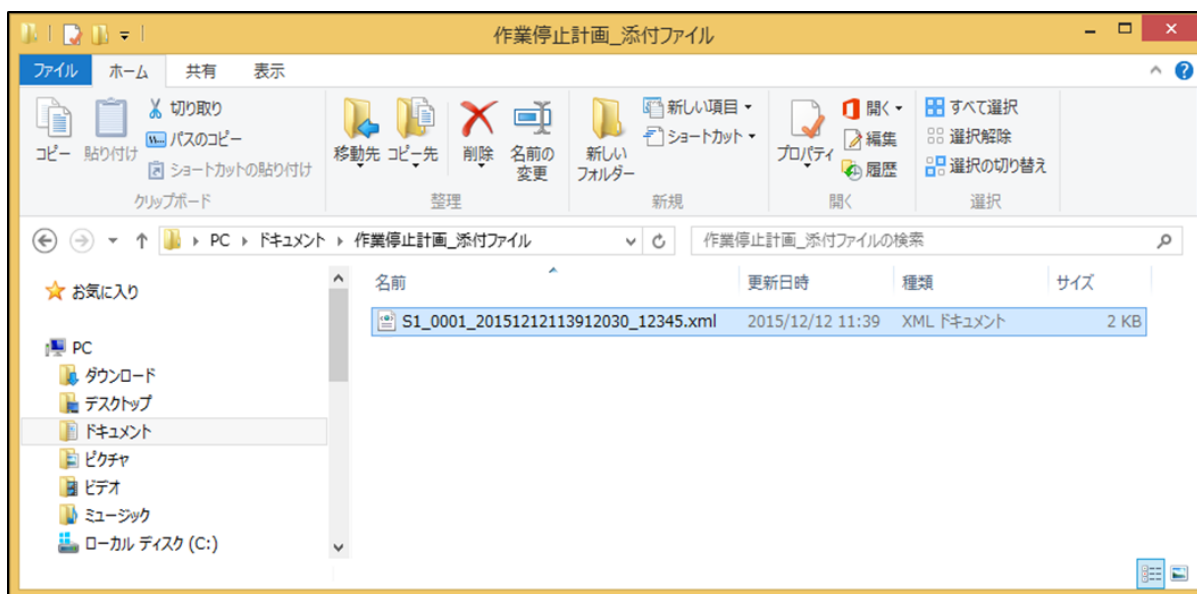 作業停止計画_添付ファイル
ファイル ホーム 共有 表示
コピー
貼り付け
切り取り
パスのコピー
ショートカットの貼り付け
クリップボード
移動先
コピー先
削除
名前の
変更
整理
新しい
フォルダー
新しい項目
ショートカット
新規
プロパティ
開く
編集
履歴
開く
すべて選択
選択解除
選択の切り替え
選択
PC ドキュメント 作業停止計画_添付ファイル
作業停止計画_添付ファイルの検索
お気に入り
PC
ダウンロード
デスクトップ
ドキュメント
ピクチャ
ビデオ
ミュージック
ローカル ディスク (C:)
名前 更新日時 種類 サイズ
S1_0001_20151212113912030_12345.xml 2015/12/12 11:39 XML ドキュメント 2 KB